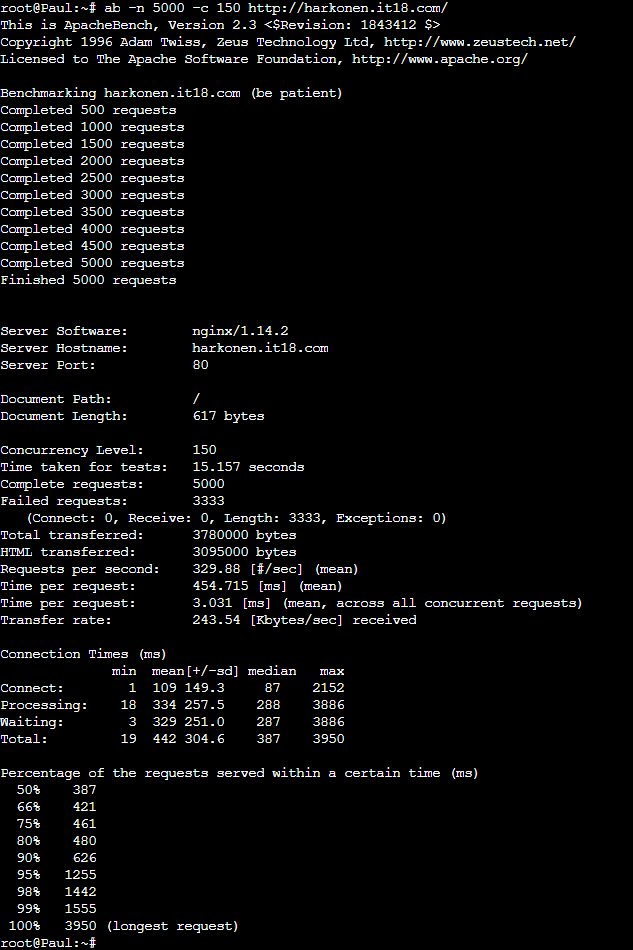 root@Paul:~# ab -n 5000 -c 150 http://harkonen.it18.com/
This is ApacheBench, Version 2.3 <$Revision: 1843412 $>
Copyright 1996 Adam Twiss, Zeus Technology Ltd, http://www.zeustech.net/
Licensed to The Apache Software Foundation, http://www.apache.org/

Benchmarking harkonen.it18.com (be patient)
Completed 500 requests
Completed 1000 requests
Completed 1500 requests
Completed 2000 requests
Completed 2500 requests
Completed 3000 requests
Completed 3500 requests
Completed 4000 requests
Completed 4500 requests
Completed 5000 requests
Finished 5000 requests


Server Software:        nginx/1.14.2
Server Hostname:        harkonen.it18.com
Server Port:            80

Document Path:          /
Document Length:        617 bytes

Concurrency Level:      150
Time taken for tests:   15.157 seconds
Complete requests:      5000
Failed requests:        3333
   (Connect: 0, Receive: 0, Length: 3333, Exceptions: 0)
Total transferred:      3780000 bytes
HTML transferred:       3095000 bytes
Requests per second:    329.88 [#/sec] (mean)
Time per request:       454.715 [ms] (mean)
Time per request:       3.031 [ms] (mean, across all concurrent requests)
Transfer rate:          243.54 [Kbytes/sec] received

Connection Times (ms)
              min  mean[+/-sd] median   max
Connect:        1  109 149.3     87    2152
Processing:    18  334 257.5    288    3886
Waiting:        3  329 251.0    287    3886
Total:         19  442 304.6    387    3950

Percentage of the requests served within a certain time (ms)
  50%    387
  66%    421
  75%    461
  80%    480
  90%    626
  95%   1255
  98%   1442
  99%   1555
 100%   3950 (longest request)
root@Paul:~#